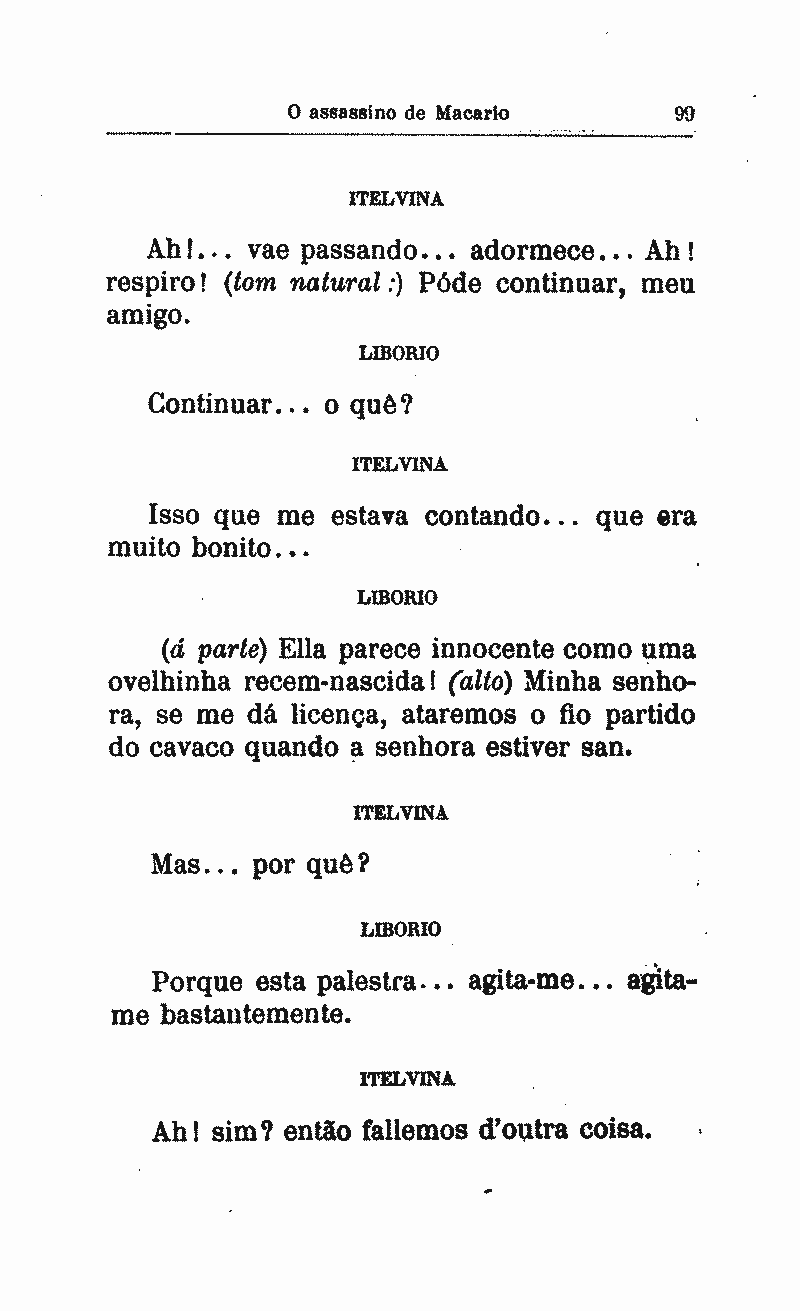 O assassino de Macario 99
ITELVINA
Ah!... vae passando... adormece... Ah!
respiro! (tom natural:) Póde continuar, meu
amigo.
LIBORIO
Continuar... o quê?
ITELVINA
Isso que me estava contando... que era
muito bonito...
LIBORIO
(á parte) Ella parece innocente como uma
ovelhinha recem-nascida! (alto) Minha senho-
ra, se me dá licença, ataremos o fio partido
do cavaco quando a senhora estiver san.
ITELVINA
Mas... por quê?
LIBORIO
Porque esta palestra... agita-me... agita-
me bastantemente.
ITELVINA
Ah! sim? então fallemos d'outra coisa.